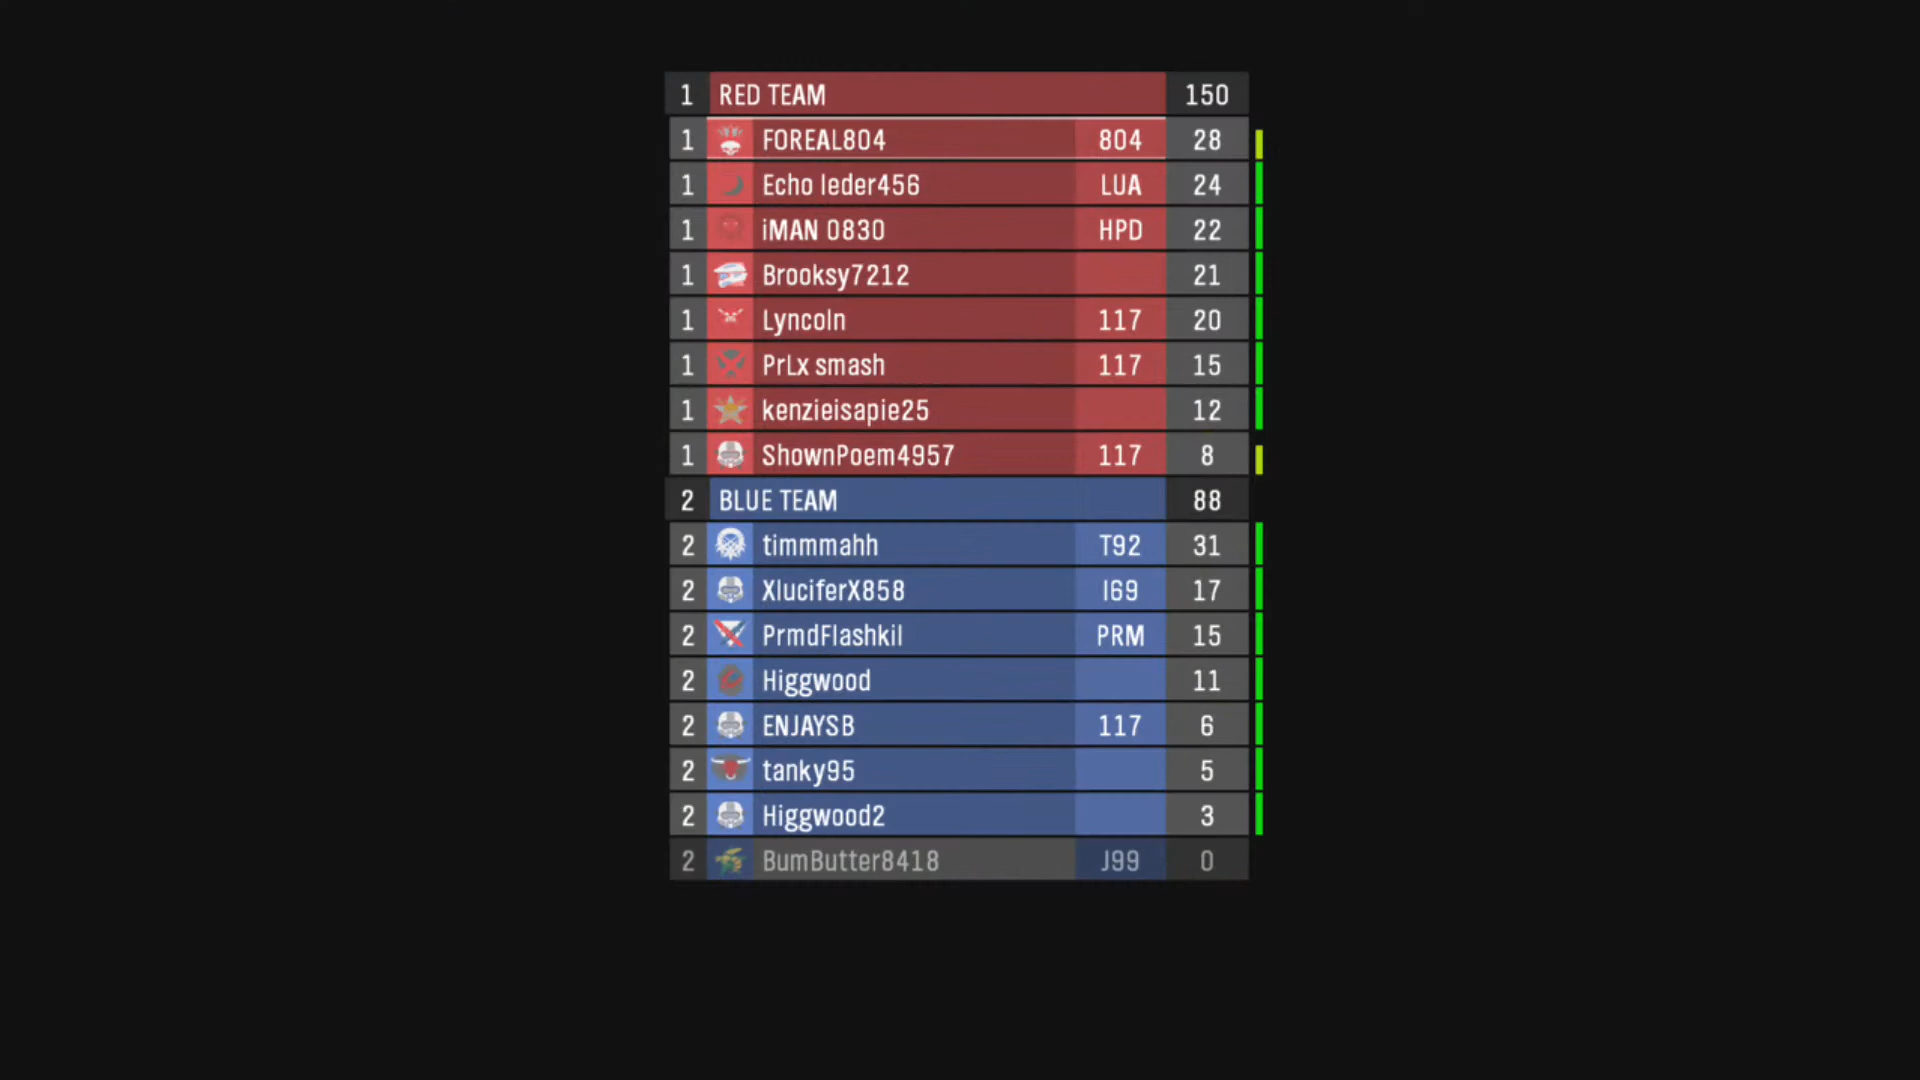 1 RED TEAM 150
1 FOREAL804 804 28
1 Echo leder456 LUA 24
1 iMAN 0830 HPD 22
1 Brooksy7212 21
1 Lyncoln 117 20
1 PrLx smash 117 15
1 kenzieisapie25 12
1 ShownPoem4957 117 8
2 BLUE TEAM 88
2 timmmahh T92 31
2 XluciferX858 I69 17
2 PrmdFlashkil PRM 15
2 Higgwood 11
2 ENJAYSB 117 6
2 tanky95 5
2 Higgwood2 3
2 BumButter8418 J99 0